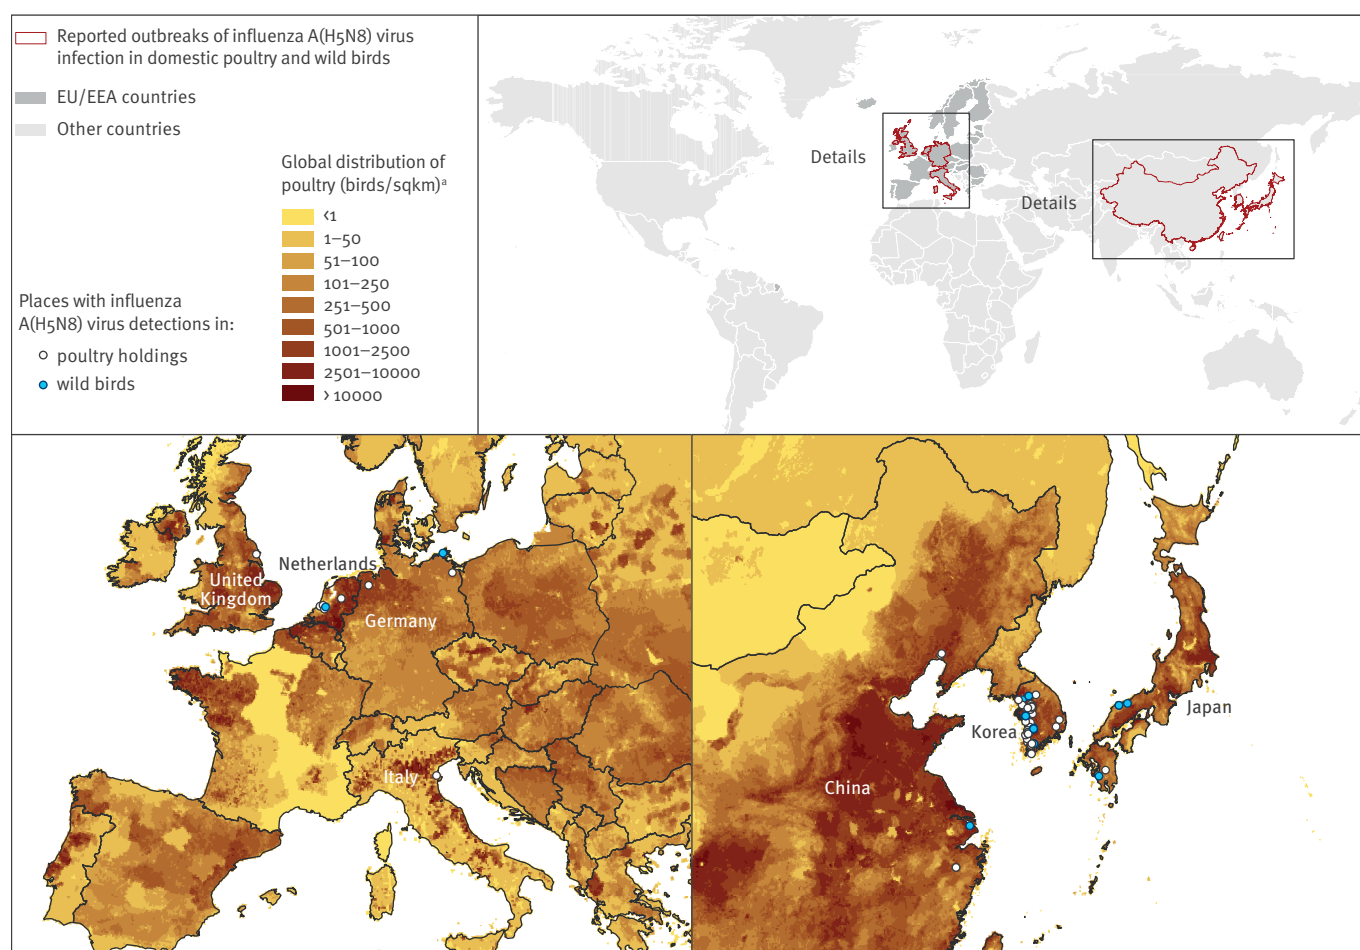 Reported outbreaks of influenza A(H5N8) virus
infection in domestic poultry and wild birds
EU/EEA countries
Other countries
Global distribution of
poultry (birds/sqkm)ª
<1
1–50
51–100
101–250
251–500
501–1000
1001–2500
2501–10000
> 10000
Places with influenza
A(H5N8) virus detections in:
poultry holdings
wild birds
Details
Details
Netherlands
United
Kingdom
Germany
Italy
Korea
Japan
China